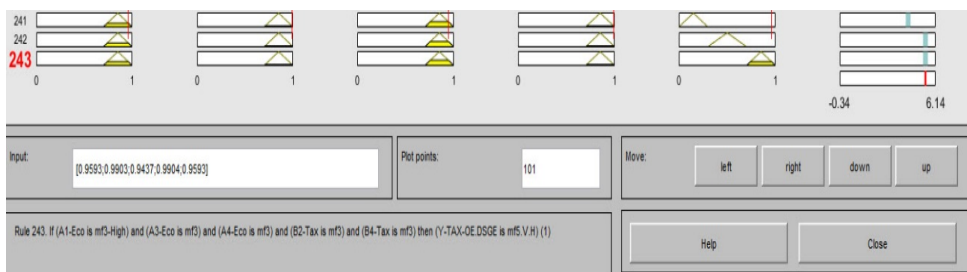 241
242
243
0 1 0 1 0 1 0 1 0 1
-0.34 6.14
Input: [0.9593;0.9903;0.9437;0.9904;0.9593] Plot points: 101 Move: left right down up
Rule 243. If (A1-Eco is mf3-High) and (A3-Eco is mf3) and (A4-Eco is mf3) and (B2-Tax is mf3) and (B4-Tax is mf3) then (Y-TAX-OE.DSGE is mf5.V.H) (1)
Help Close